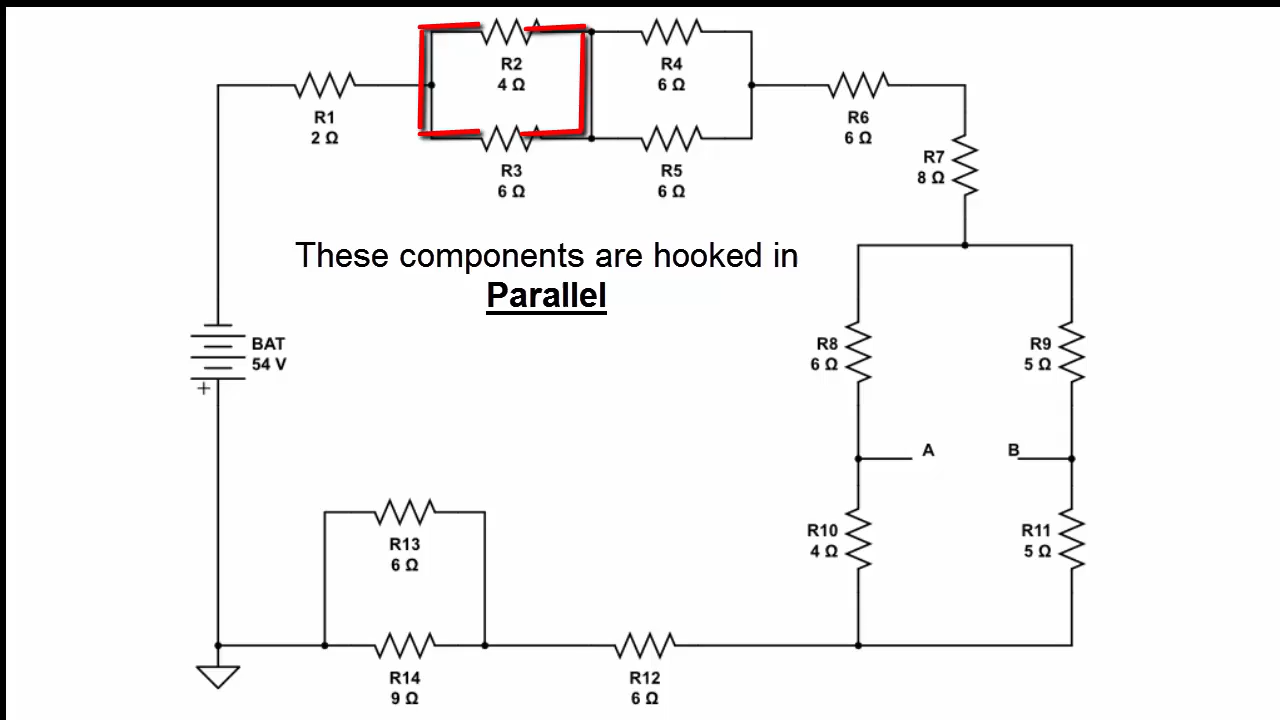 R2
4 Ω
R4
6 Ω
R1
2 Ω
R6
6 Ω
R7
8 Ω
R3
6 Ω
R5
6 Ω
These components are hooked in
Parallel
BAT
54 V
+
R8
6 Ω
R9
5 Ω
A
B
R13
6 Ω
R10
4 Ω
R11
5 Ω
R14
9 Ω
R12
6 Ω